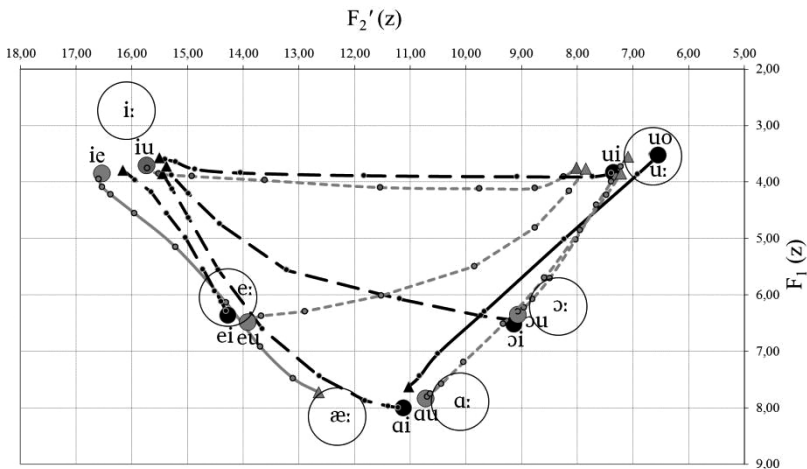 F₂′ (z)
18,00 17,00 16,00 15,00 14,00 13,00 12,00 11,00 10,00 9,00 8,00 7,00 6,00 5,00
2,00
3,00
4,00
5,00
6,00
7,00
8,00
9,00
F₁ (z)
iː
ie
iu
ui
uo
uː
eː
ei
eu
ɔː
ɔu
ɔi
æː
ɑi
ɑu
ɑː